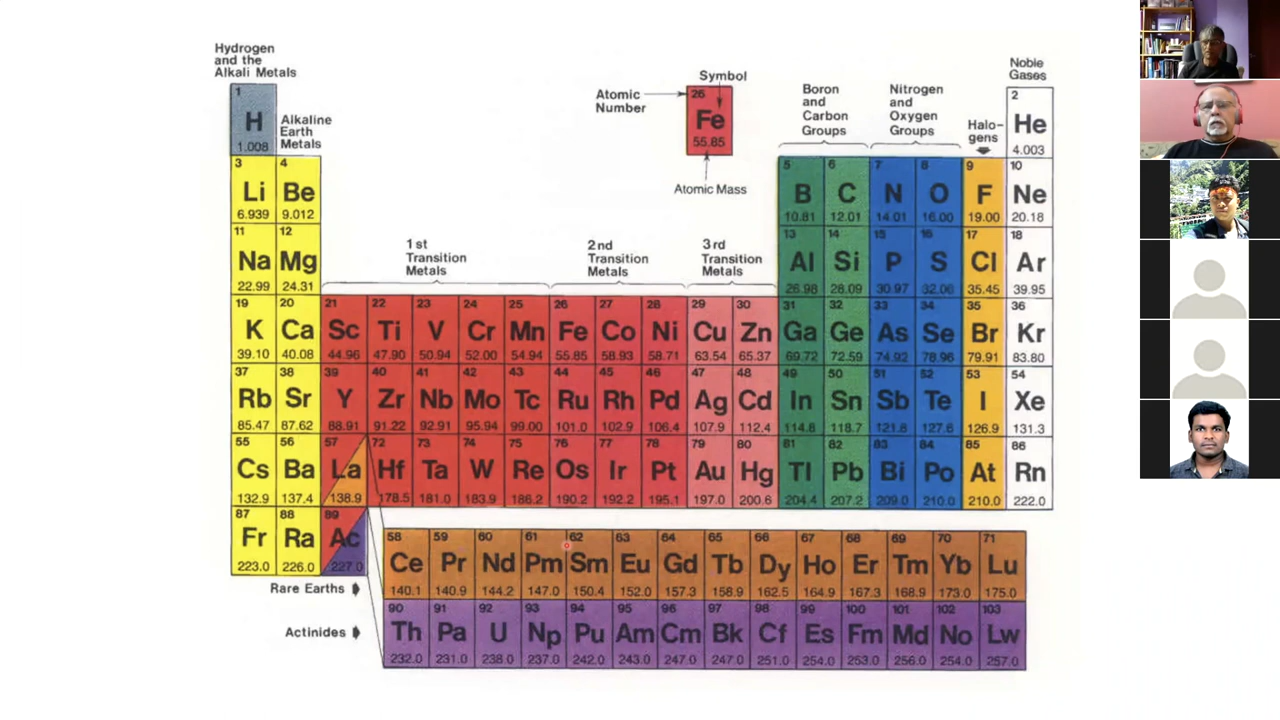 Hydrogen
and the
Alkali Metals
Alkaline
Earth
Metals
Atomic
Number
Symbol
26
Fe
55.85
Atomic Mass
Boron
and
Carbon
Groups
Nitrogen
and
Oxygen
Groups
Halo-
gens
Noble
Gases
1st
Transition
Metals
2nd
Transition
Metals
3rd
Transition
Metals
1 2
H He
1.008 4.003
3 4 5 6 7 8 9 10
Li Be B C N O F Ne
6.939 9.012 10.81 12.01 14.01 16.00 19.00 20.18
11 12 13 14 15 16 17 18
Na Mg Al Si P S Cl Ar
22.99 24.31 26.98 28.09 30.97 32.06 35.45 39.95
19 20 21 22 23 24 25 26 27 28 29 30 31 32 33 34 35 36
K Ca Sc Ti V Cr Mn Fe Co Ni Cu Zn Ga Ge As Se Br Kr
39.10 40.08 44.96 47.90 50.94 52.00 54.94 55.85 58.93 58.71 63.54 65.37 69.72 72.59 74.92 78.96 79.91 83.80
37 38 39 40 41 42 43 44 45 46 47 48 49 50 51 52 53 54
Rb Sr Y Zr Nb Mo Tc Ru Rh Pd Ag Cd In Sn Sb Te I Xe
85.47 87.62 88.91 91.22 92.91 95.94 99.00 101.0 102.9 106.4 107.9 112.4 114.8 118.7 121.8 127.6 126.9 131.3
55 56 57 72 73 74 75 76 77 78 79 80 81 82 83 84 85 86
Cs Ba La Hf Ta W Re Os Ir Pt Au Hg Tl Pb Bi Po At Rn
132.9 137.4 138.9 178.5 181.0 183.9 186.2 190.2 192.2 195.1 197.0 200.6 204.4 207.2 209.0 210.0 210.0 222.0
87 88 89
Fr Ra Ac
223.0 226.0 227.0
Rare Earths
58 59 60 61 62 63 64 65 66 67 68 69 70 71
Ce Pr Nd Pm Sm Eu Gd Tb Dy Ho Er Tm Yb Lu
140.1 140.9 144.2 147.0 150.4 152.0 157.3 158.9 162.5 164.9 167.3 168.9 173.0 175.0
Actinides
90 91 92 93 94 95 96 97 98 99 100 101 102 103
Th Pa U Np Pu Am Cm Bk Cf Es Fm Md No Lw
232.0 231.0 238.0 237.0 242.0 243.0 247.0 247.0 251.0 254.0 253.0 256.0 254.0 257.0